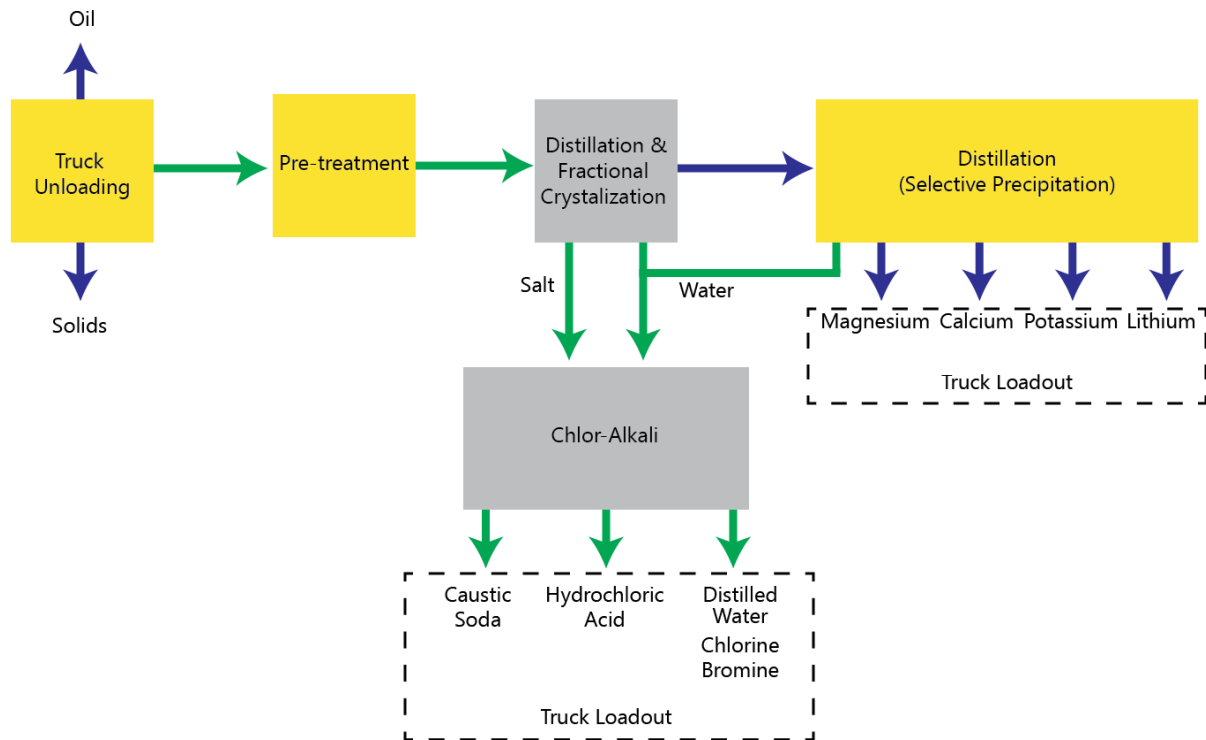 Oil
Truck
Unloading
Solids
Pre-treatment
Distillation &
Fractional
Crystalization
Distillation
(Selective Precipitation)
Salt
Water
Magnesium Calcium Potassium Lithium
Truck Loadout
Chlor-Alkali
Caustic
Soda
Hydrochloric
Acid
Distilled
Water
Chlorine
Bromine
Truck Loadout